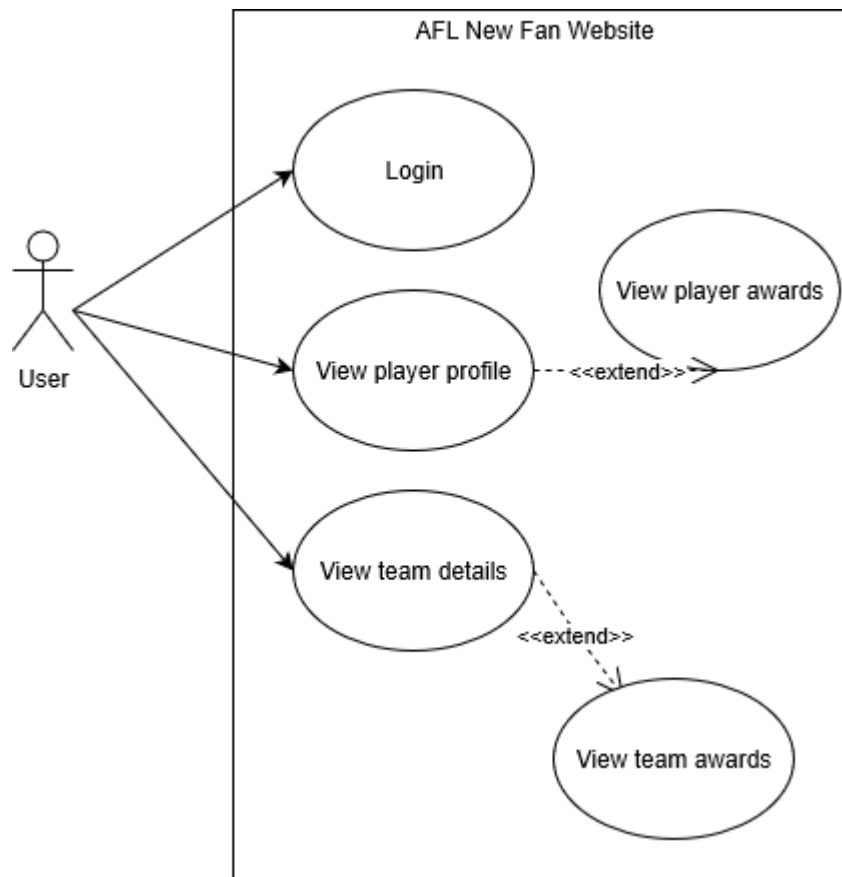 AFL New Fan Website
Login
View player awards
View player profile
<<extend>>
User
View team details
<<extend>>
View team awards